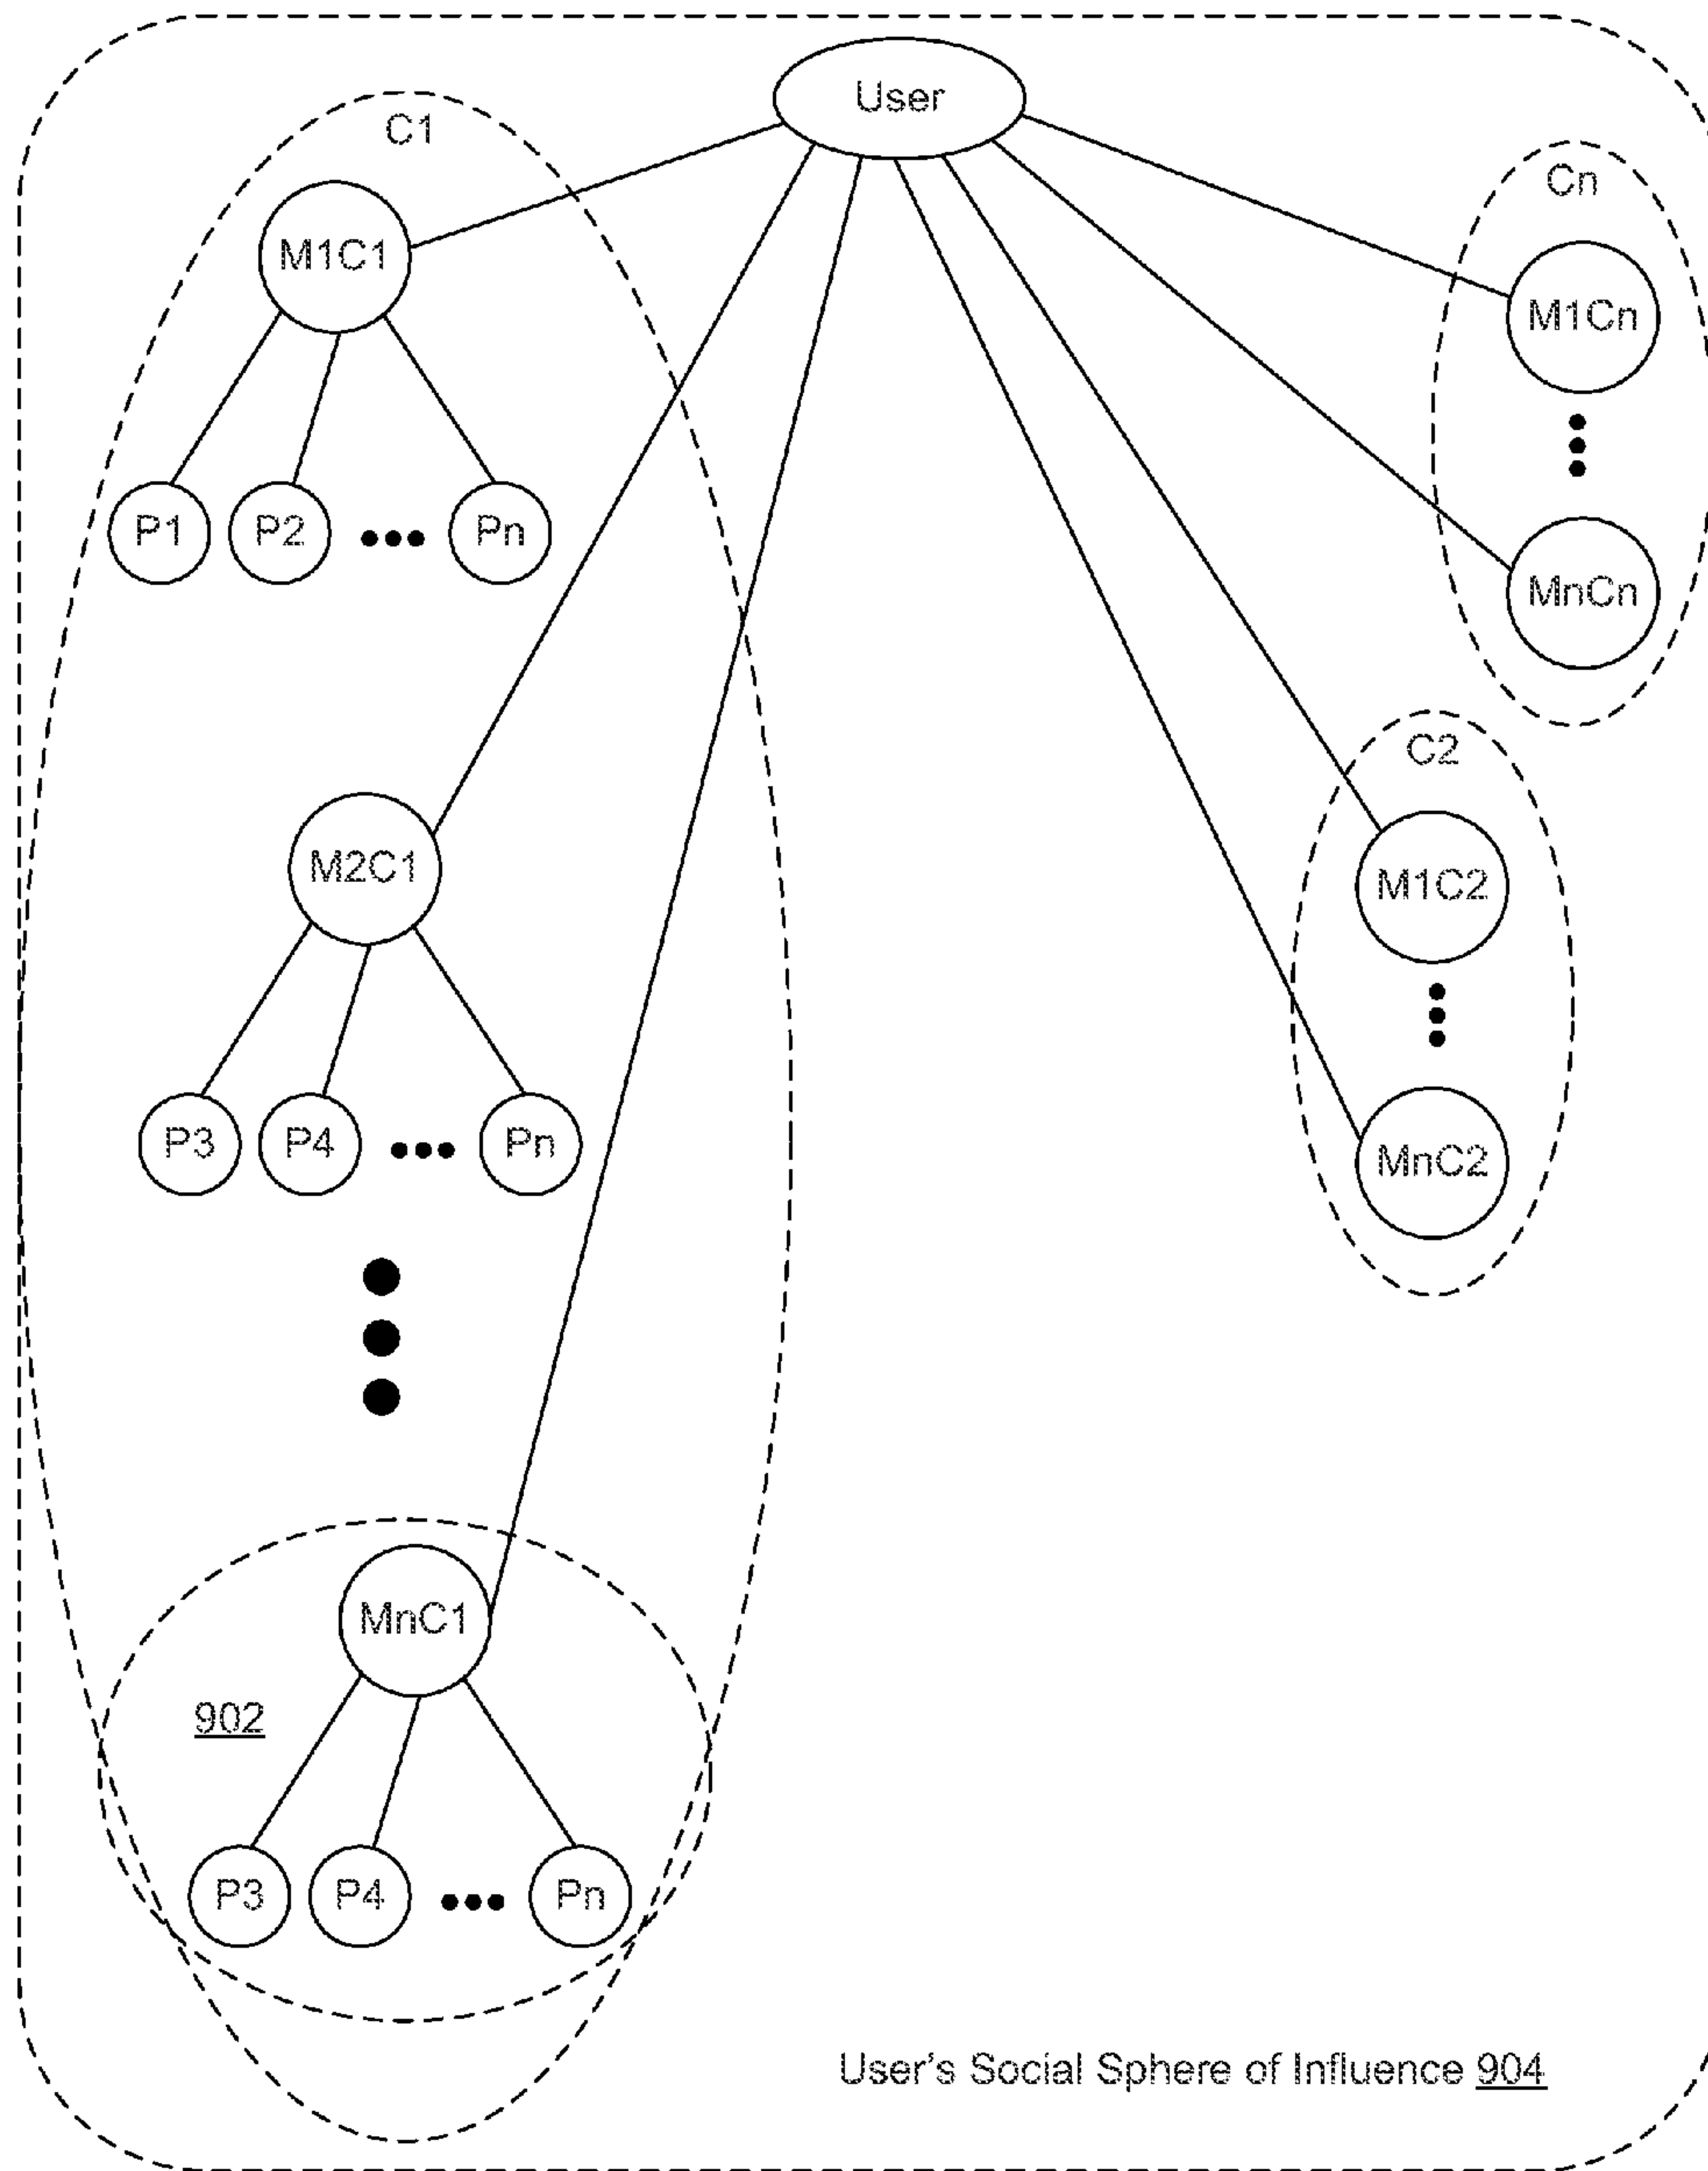 User
C1
Cn
M1C1
M1Cn
P1 P2 Pn
MnCn
C2
M2C1
M1C2
P3 P4 Pn
MnC2
MnC1
902
P3 P4 Pn
User's Social Sphere of Influence 904